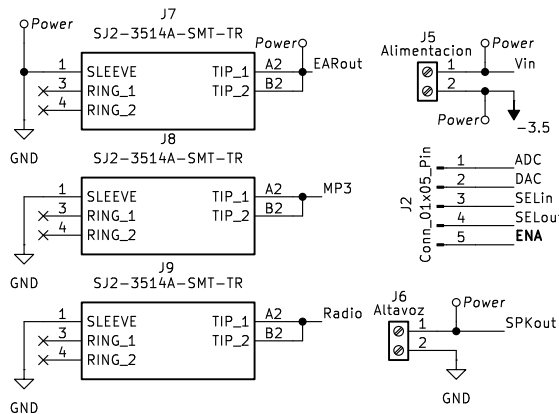 Power
J7
SJ2-3514A-SMT-TR
1 SLEEVE TIP_1 A2
3 RING_1 TIP_2 B2
4 RING_2
Power
EARout
GND
J8
SJ2-3514A-SMT-TR
1 SLEEVE TIP_1 A2 MP3
3 RING_1 TIP_2 B2
4 RING_2
GND
J9
SJ2-3514A-SMT-TR
1 SLEEVE TIP_1 A2 Radio
3 RING_1 TIP_2 B2
4 RING_2
GND
J5
Alimentacion
Power
1 Vin
2
Power
-3.5
J2
Conn_01x05_Pin
1 ADC
2 DAC
3 SELin
4 SELout
5 ENA
J6
Altavoz
Power
1 SPKout
2
GND